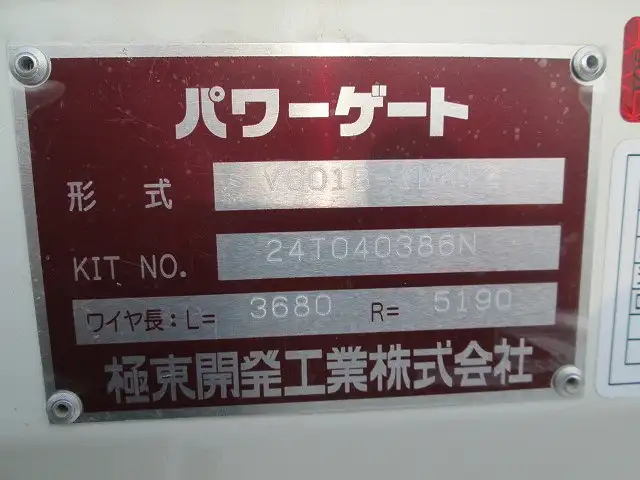 パワーゲート
形式
KIT NO. 24T040386N
ワイヤ長:L= 3680 R= 5190
極東開発工業株式会社